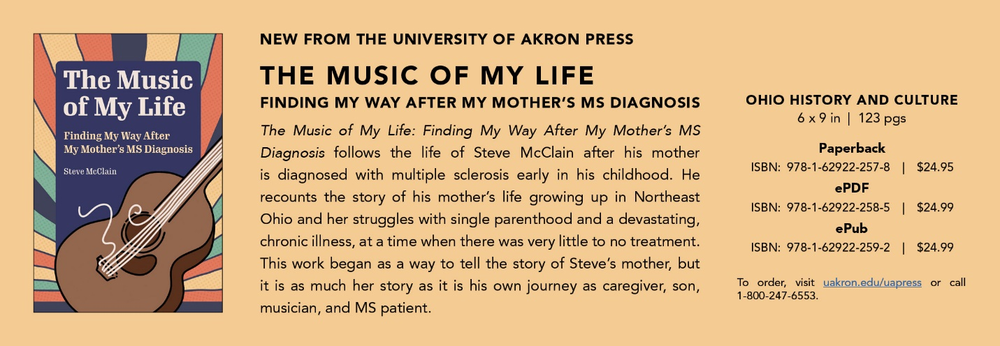 The Music
of My Life
Finding My Way After
My Mother's MS Diagnosis
Steve McClain
NEW FROM THE UNIVERSITY OF AKRON PRESS
THE MUSIC OF MY LIFE
FINDING MY WAY AFTER MY MOTHER'S MS DIAGNOSIS
The Music of My Life: Finding My Way After My Mother's MS
Diagnosis follows the life of Steve McClain after his mother
is diagnosed with multiple sclerosis early in his childhood. He
recounts the story of his mother's life growing up in Northeast
Ohio and her struggles with single parenthood and a devastating,
chronic illness, at a time when there was very little to no treatment.
This work began as a way to tell the story of Steve's mother, but
it is as much her story as it is his own journey as caregiver, son,
musician, and MS patient.
OHIO HISTORY AND CULTURE
6 x 9 in | 123 pgs
Paperback
ISBN: 978-1-62922-257-8 | $24.95
ePDF
ISBN: 978-1-62922-258-5 | $24.99
ePub
ISBN: 978-1-62922-259-2 | $24.99
To order, visit uakron.edu/uapress or call
1-800-247-6553.